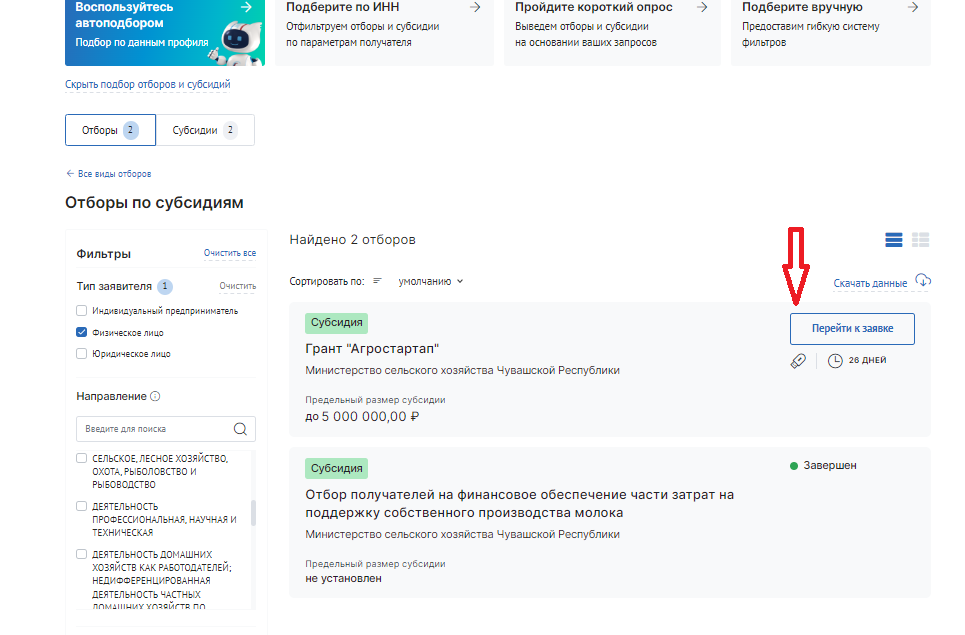 Воспользуйтесь
автоподбором
Подбор по данным профиля
Подберите по ИНН
Отфильтруем отборы и субсидии
по параметрам получателя
Пройдите короткий опрос
Выведем отборы и субсидии
на основании ваших запросов
Подберите вручную
Предоставим гибкую систему
фильтров
Скрыть подбор отборов и субсидий
Отборы 2
Субсидии 2
Все виды отборов
Отборы по субсидиям
Фильтры
Очистить все
Тип заявителя 1
Очистить
Индивидуальный предприниматель
Физическое лицо
Юридическое лицо
Направление
Введите для поиска
СЕЛЬСКОЕ, ЛЕСНОЕ ХОЗЯЙСТВО,
ОХОТА, РЫБОЛОВСТВО И
РЫБОВОДСТВО
ДЕЯТЕЛЬНОСТЬ
ПРОФЕССИОНАЛЬНАЯ, НАУЧНАЯ И
ТЕХНИЧЕСКАЯ
ДЕЯТЕЛЬНОСТЬ ДОМАШНИХ
ХОЗЯЙСТВ КАК РАБОТОДАТЕЛЕЙ;
НЕДИФФЕРЕНЦИРОВАННАЯ
ДЕЯТЕЛЬНОСТЬ ЧАСТНЫХ
ДОМАШНИХ ХОЗЯЙСТВ ПО
Найдено 2 отборов
Сортировать по:
умолчанию
Скачать данные
Субсидия
Перейти к заявке
Грант "Агростартап"
26 ДНЕЙ
Министерство сельского хозяйства Чувашской Республики
Предельный размер субсидии
до 5 000 000,00 ₽
Субсидия
Завершен
Отбор получателей на финансовое обеспечение части затрат на
поддержку собственного производства молока
Министерство сельского хозяйства Чувашской Республики
Предельный размер субсидии
не установлен